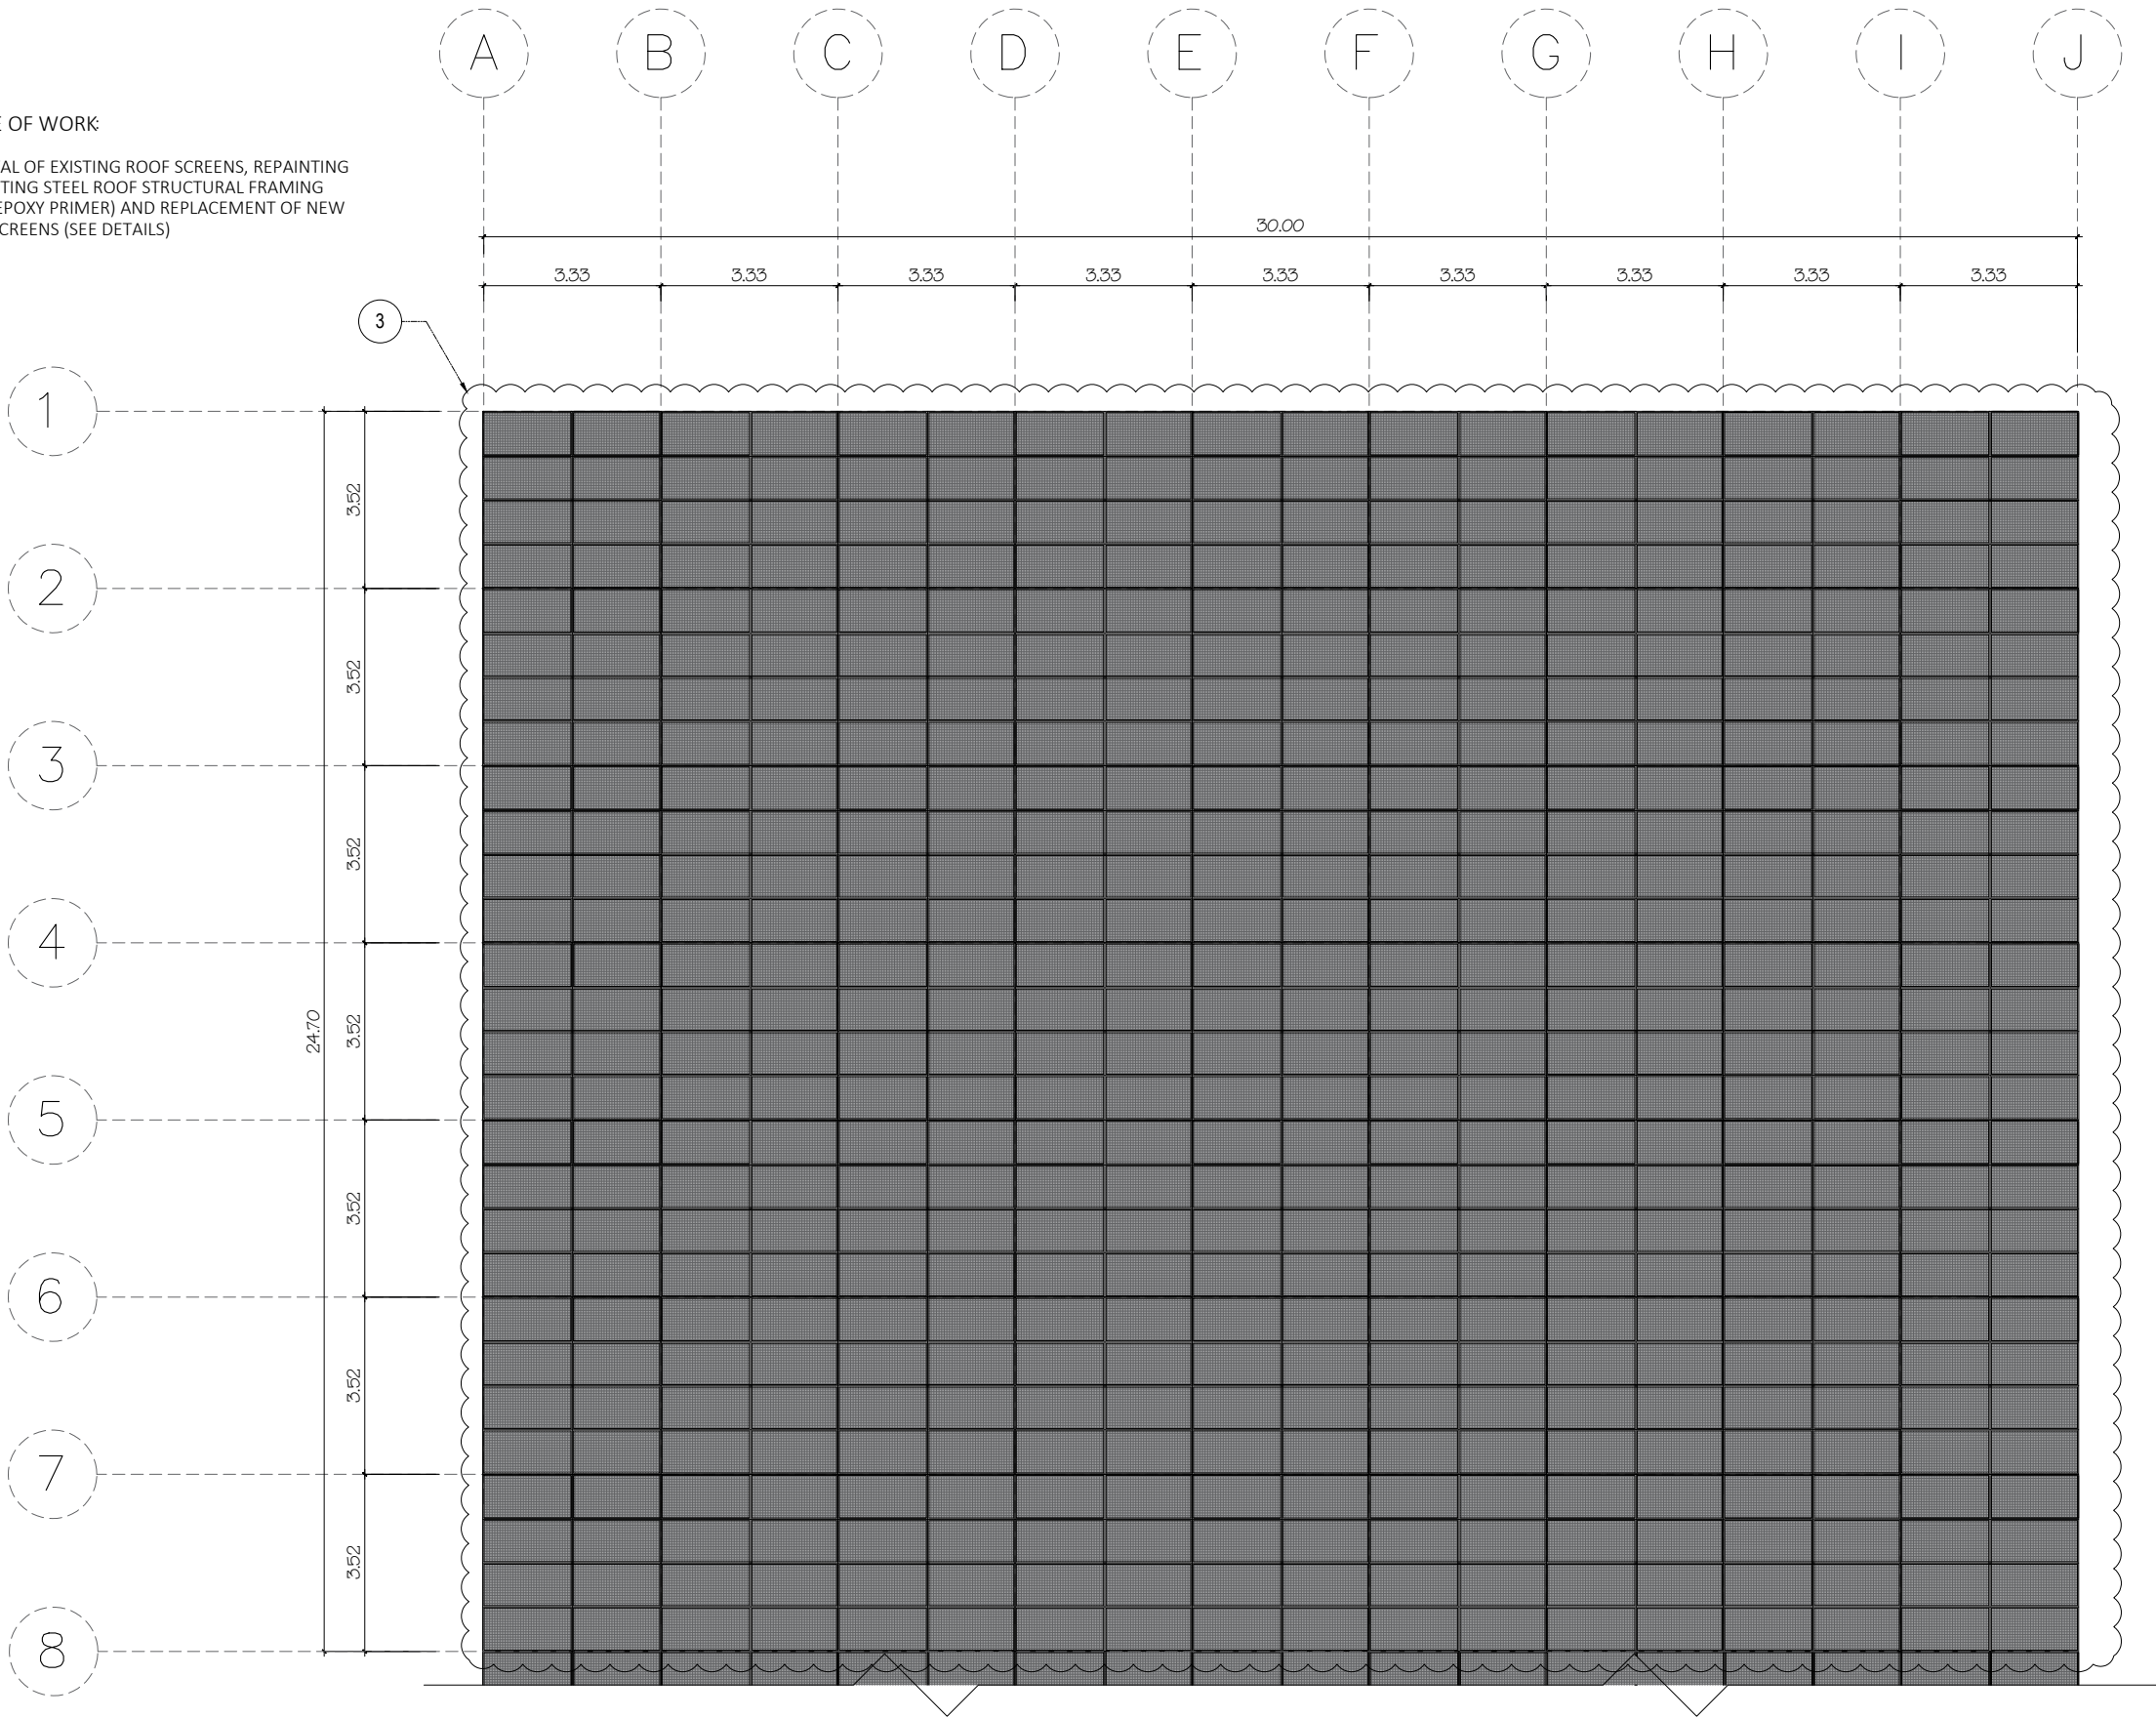 A B C D E F G H I J
E OF WORK:
AL OF EXISTING ROOF SCREENS, REPAINTING
TING STEEL ROOF STRUCTURAL FRAMING
EPOXY PRIMER) AND REPLACEMENT OF NEW
CREENS (SEE DETAILS)
30.00
3.33 3.33 3.33 3.33 3.33 3.33 3.33 3.33 3.33
3
1
3.52
2
3.52
3
3.52
4
24.70
3.52
5
3.52
6
3.52
7
3.52
8